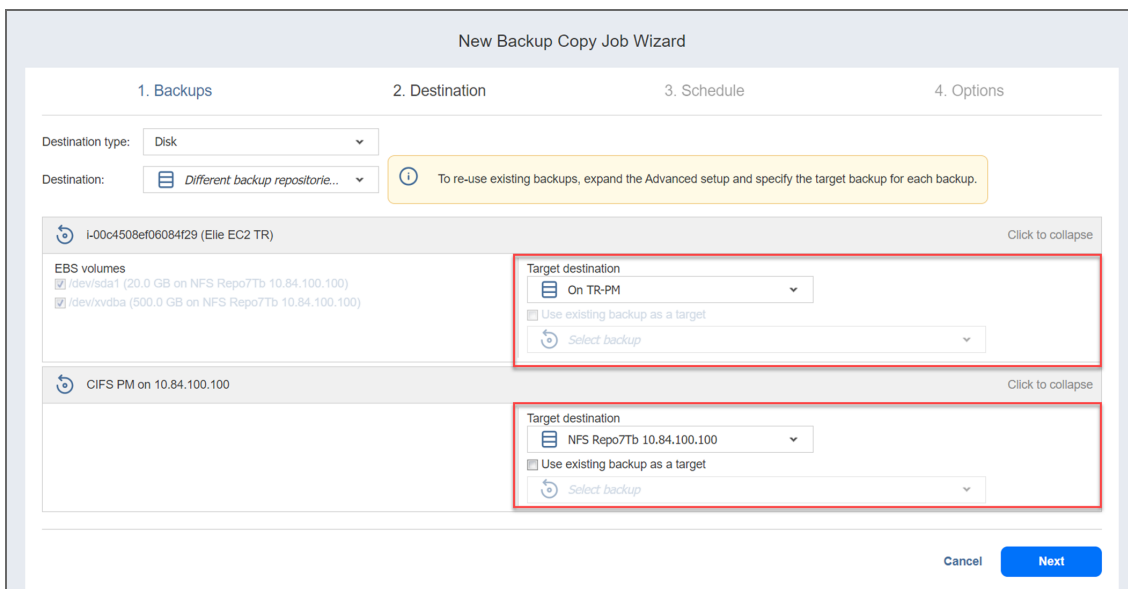 New Backup Copy Job Wizard
1. Backups
2. Destination
3. Schedule
4. Options
Destination type:
Disk
Destination:
Different backup repositorie...
To re-use existing backups, expand the Advanced setup and specify the target backup for each backup.
i-00c4508ef06084f29 (Elie EC2 TR)
Click to collapse
EBS volumes
/dev/sda1 (20.0 GB on NFS Repo7Tb 10.84.100.100)
/dev/xvdba (500.0 GB on NFS Repo7Tb 10.84.100.100)
Target destination
On TR-PM
Use existing backup as a target
Select backup
CIFS PM on 10.84.100.100
Click to collapse
Target destination
NFS Repo7Tb 10.84.100.100
Use existing backup as a target
Select backup
Cancel
Next